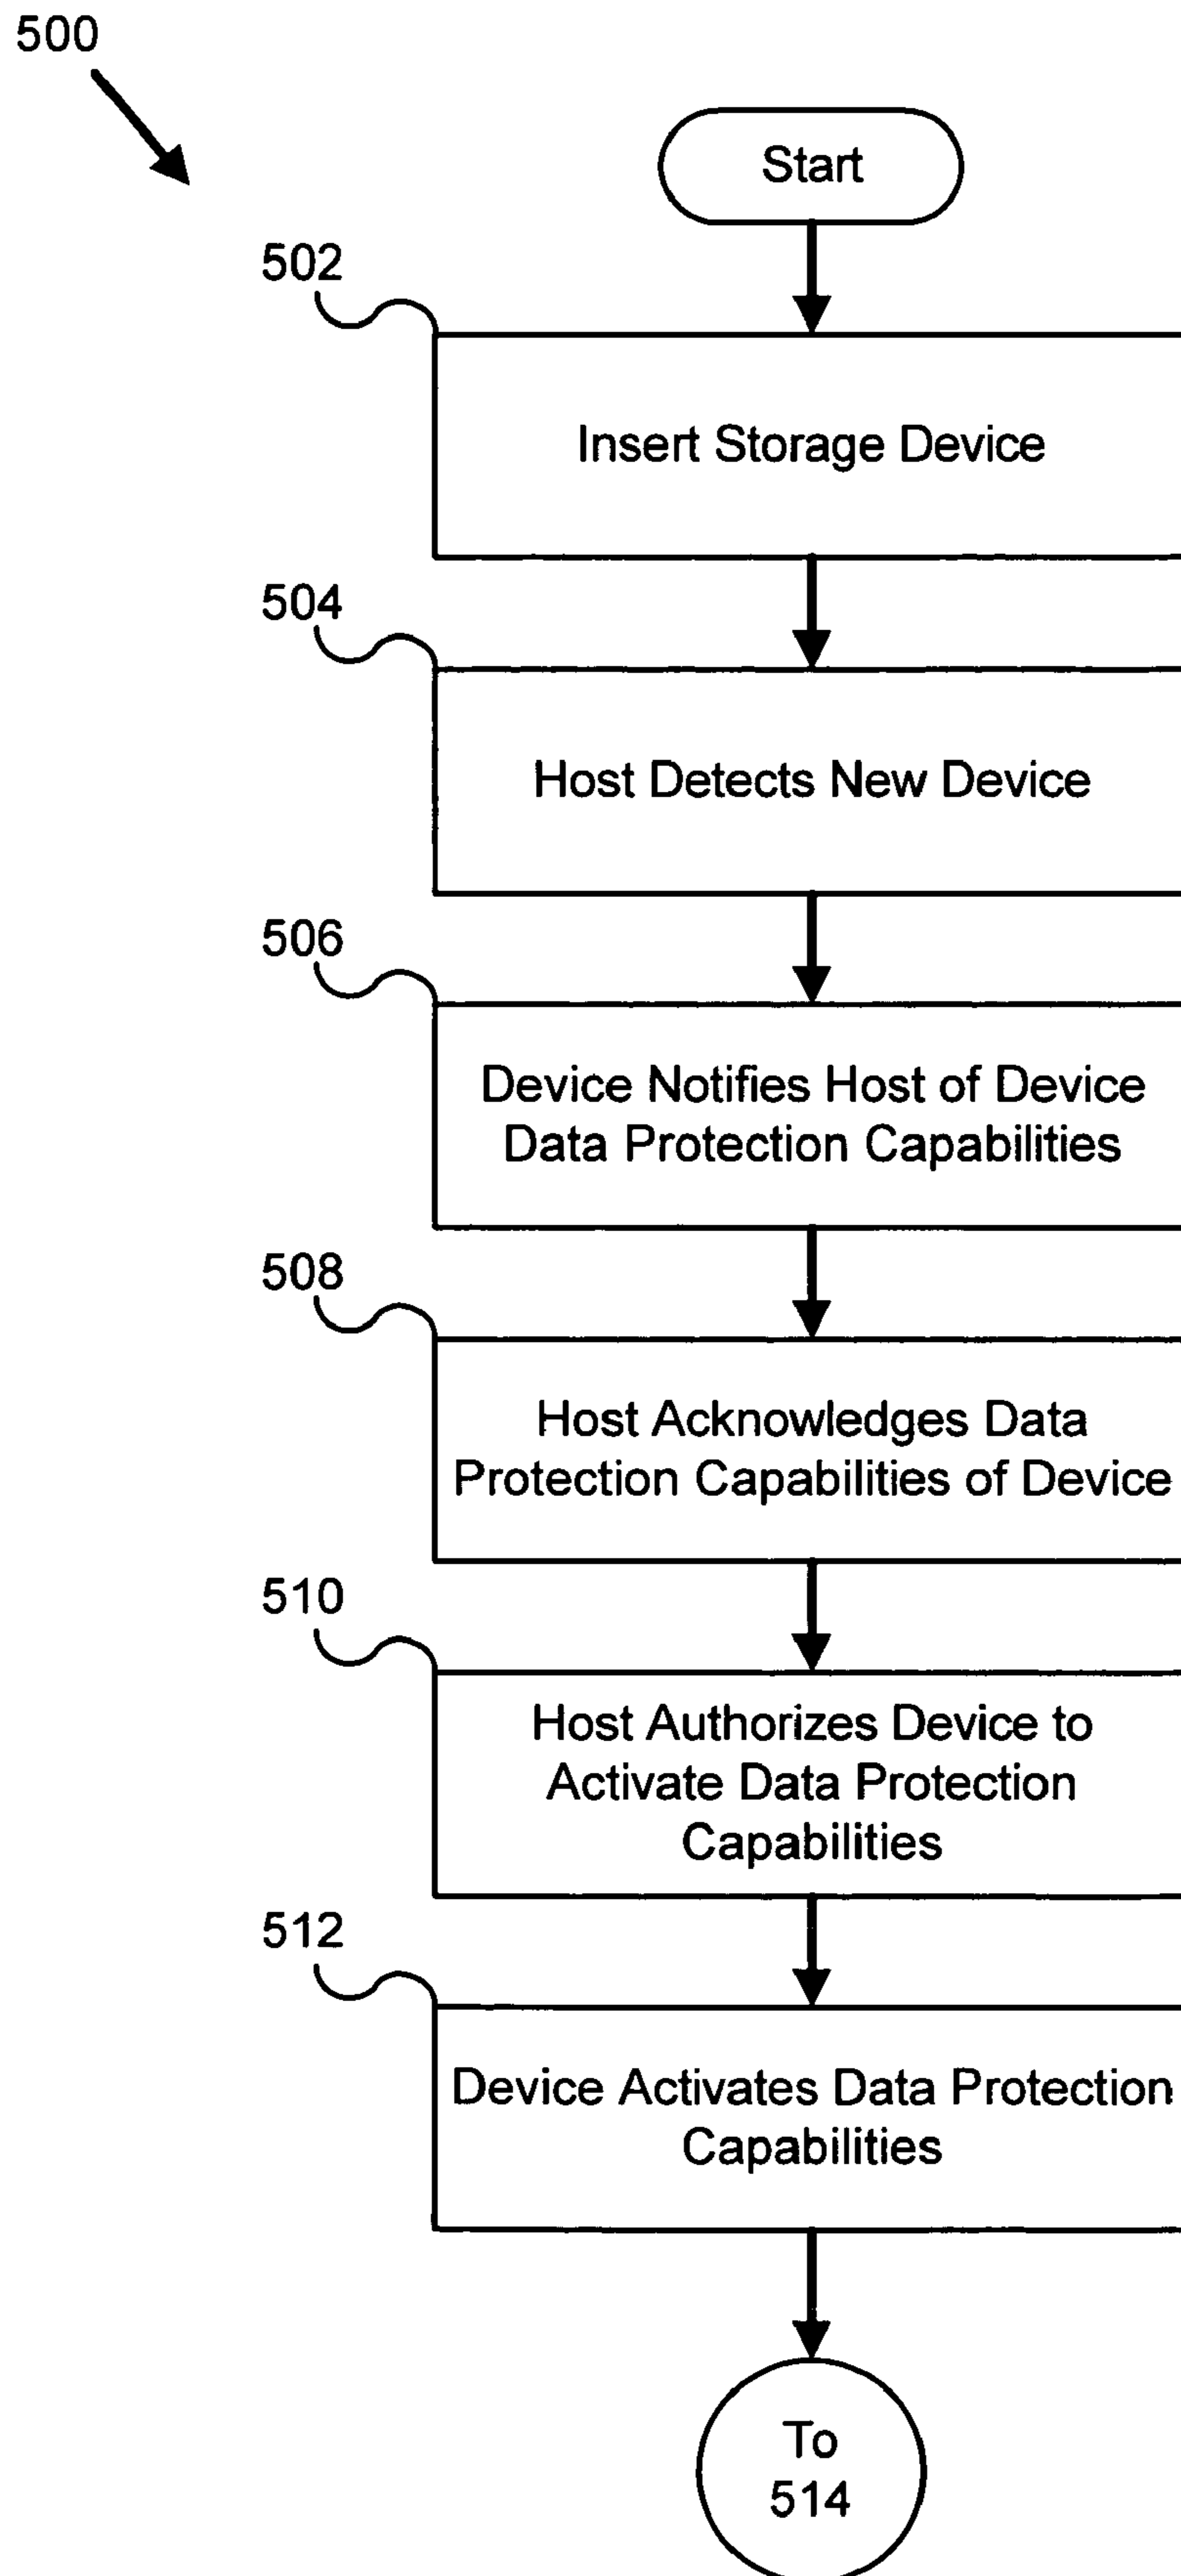 500
Start
502
Insert Storage Device
504
Host Detects New Device
506
Device Notifies Host of Device
Data Protection Capabilities
508
Host Acknowledges Data
Protection Capabilities of Device
510
Host Authorizes Device to
Activate Data Protection
Capabilities
512
Device Activates Data Protection
Capabilities
To
514